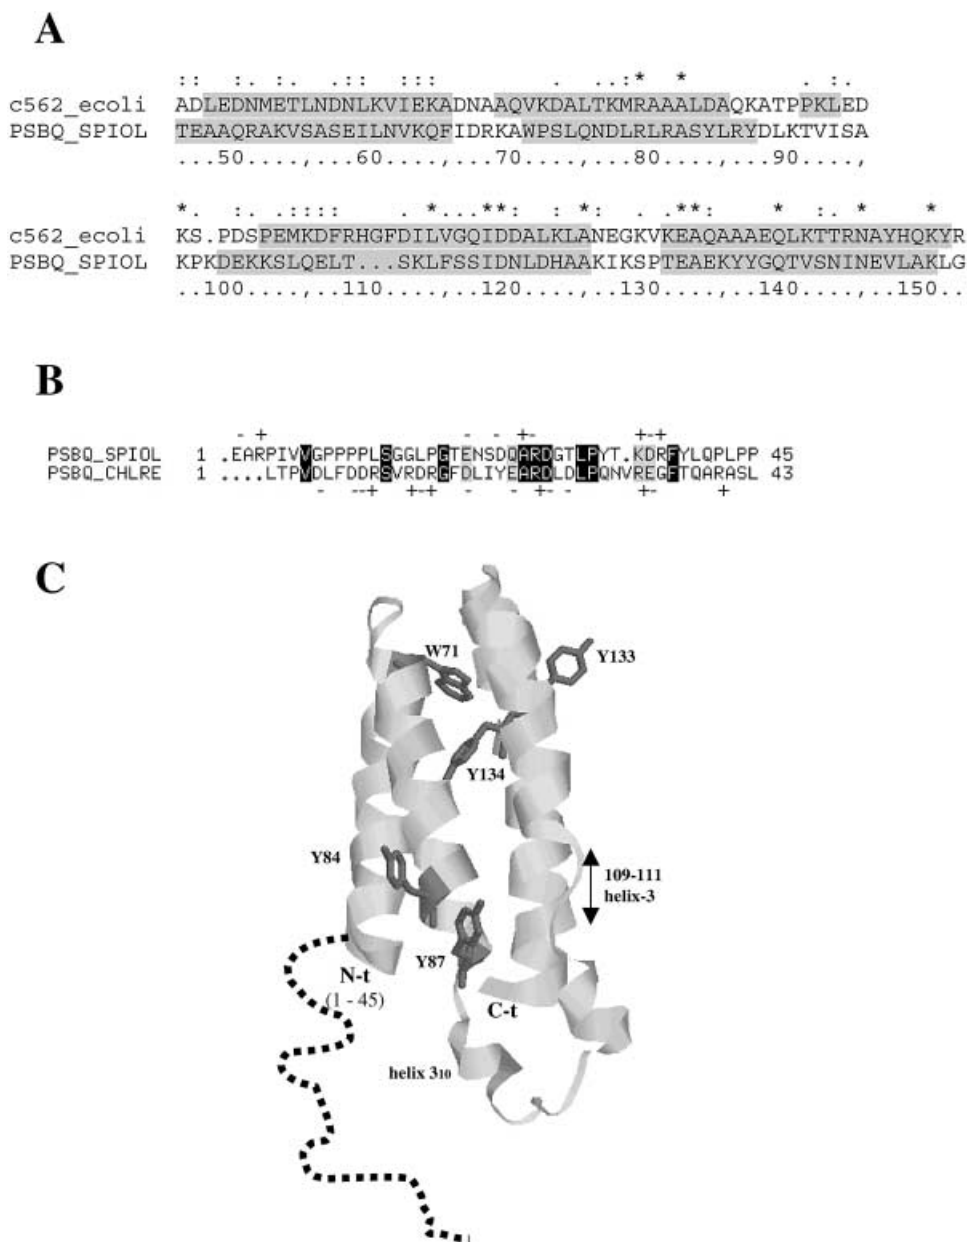 A
:: :. :. :: ::: . ..:* *. :.
c562_ecoli ADLEDNMETLNDNLKVIEKADNAAQVKDALTKMRAAALDAQKATPPKLED
PSBQ_SPIOL TEAAQRAKVSASEILNVKQFIDRKAWPSLQNDLRLRASYLRYDLKTVISA
...50....,....60....,....70....,....80....,....90....,
*. :. .:::: .*..**: :* : . .**: * :. * *
c562_ecoli KS.PDSPEMKDFRHGFDILVGQIDDALKLANEGKVKEAQAAAEQLKTTRNAYHQKYR
PSBQ_SPIOL KPKDEKKSLQELT...SKLFSSIDNLDHAAKIKSPTEAEKYYGQTVSNINEVLAKLG
..100....,....110....,....120....,....130....,....140....,....150..
B
- + - - +- +-+
PSBQ_SPIOL 1 .EARPIVVGPPPPLSGGLPGTENSDQARDGTLPYT.KDRFYLQPLPP 45
PSBQ_CHLRE 1 ....LTPVDLFDDRSVRDRGFDLIYEARDLDLPQNVREGFTQARASL 43
- --+ +-+ - - +- - +- +
C
W71
Y133
Y134
Y84
109-111
helix-3
Y87
N-t
(1 - 45)
C-t
helix 3₁₀